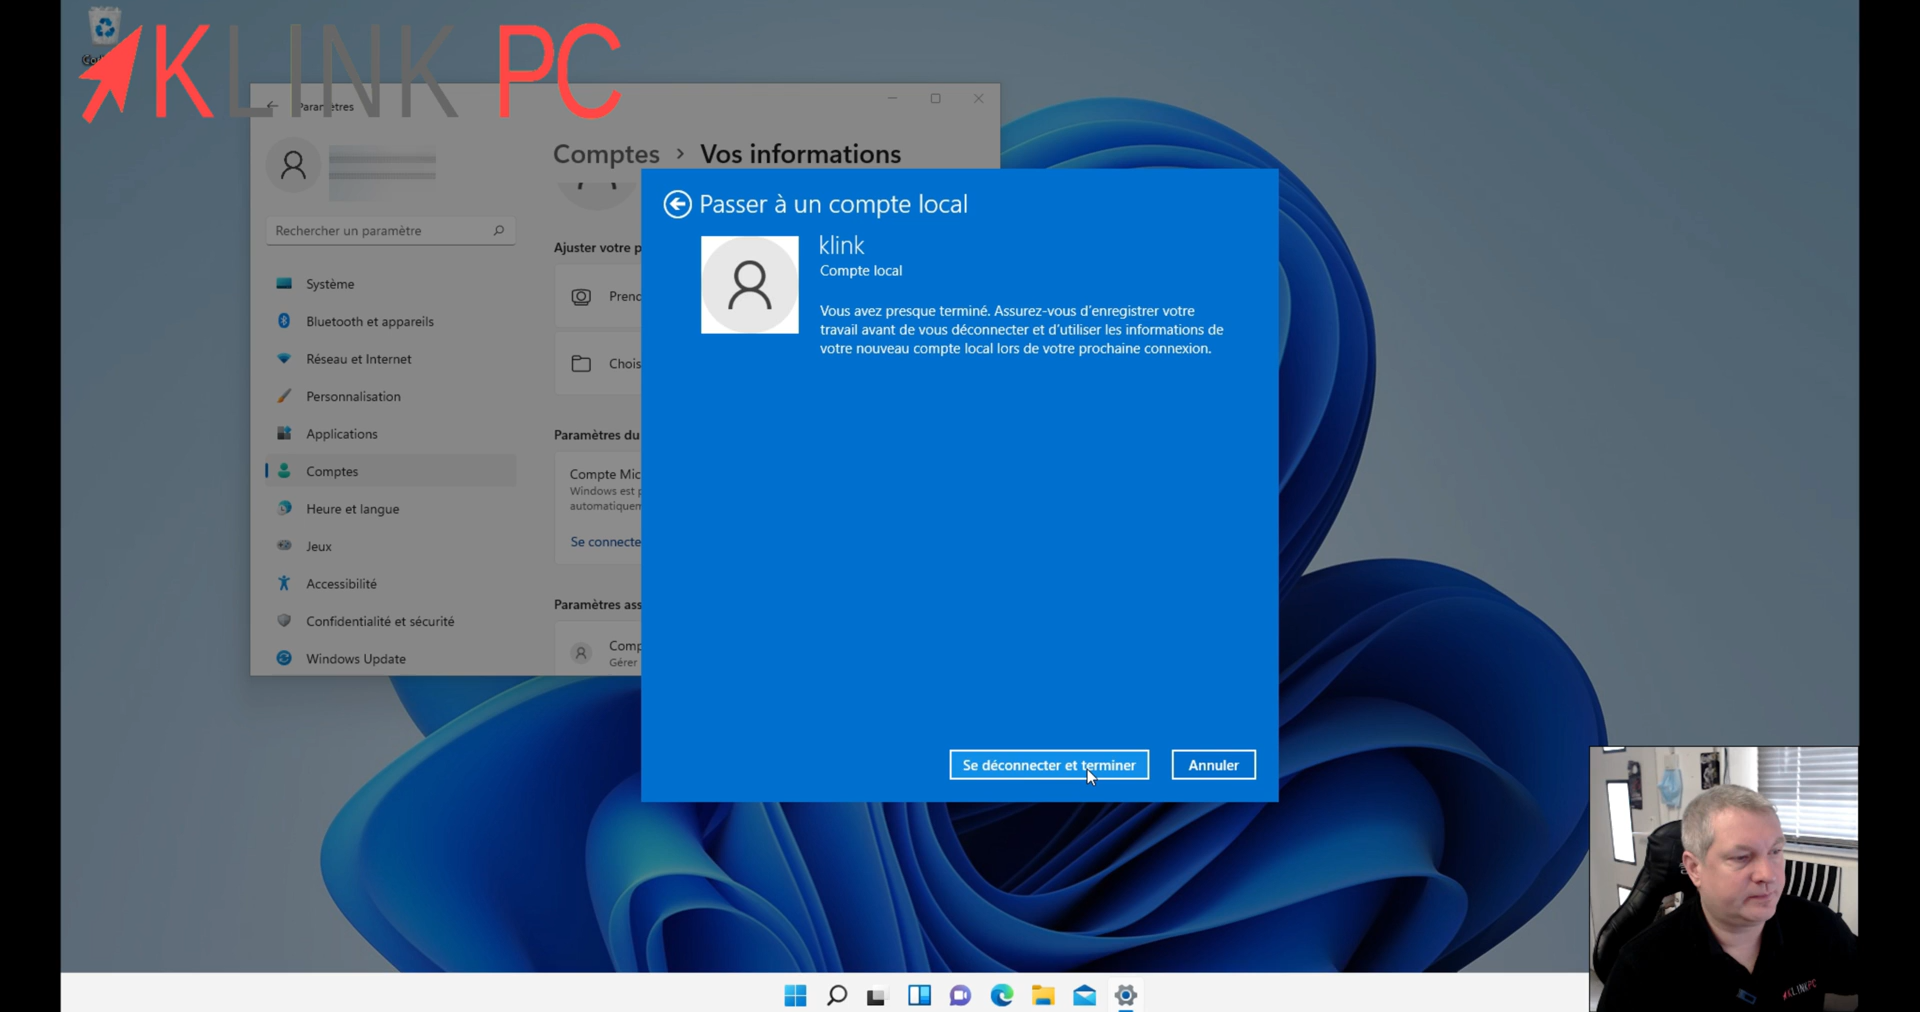 KLINK PC
Paramètres
Rechercher un paramètre
Système
Bluetooth et appareils
Réseau et Internet
Personnalisation
Applications
Comptes
Heure et langue
Jeux
Accessibilité
Confidentialité et sécurité
Windows Update
Comptes > Vos informations
Ajuster votre p
Prenc
Chois
Paramètres du
Compte Mic
Windows est p
automatiquem
Se connecte
Paramètres ass
Comp
Gérer
Passer à un compte local
klink
Compte local
Vous avez presque terminé. Assurez-vous d'enregistrer votre
travail avant de vous déconnecter et d'utiliser les informations de
votre nouveau compte local lors de votre prochaine connexion.
Se déconnecter et terminer
Annuler
KLINK PC